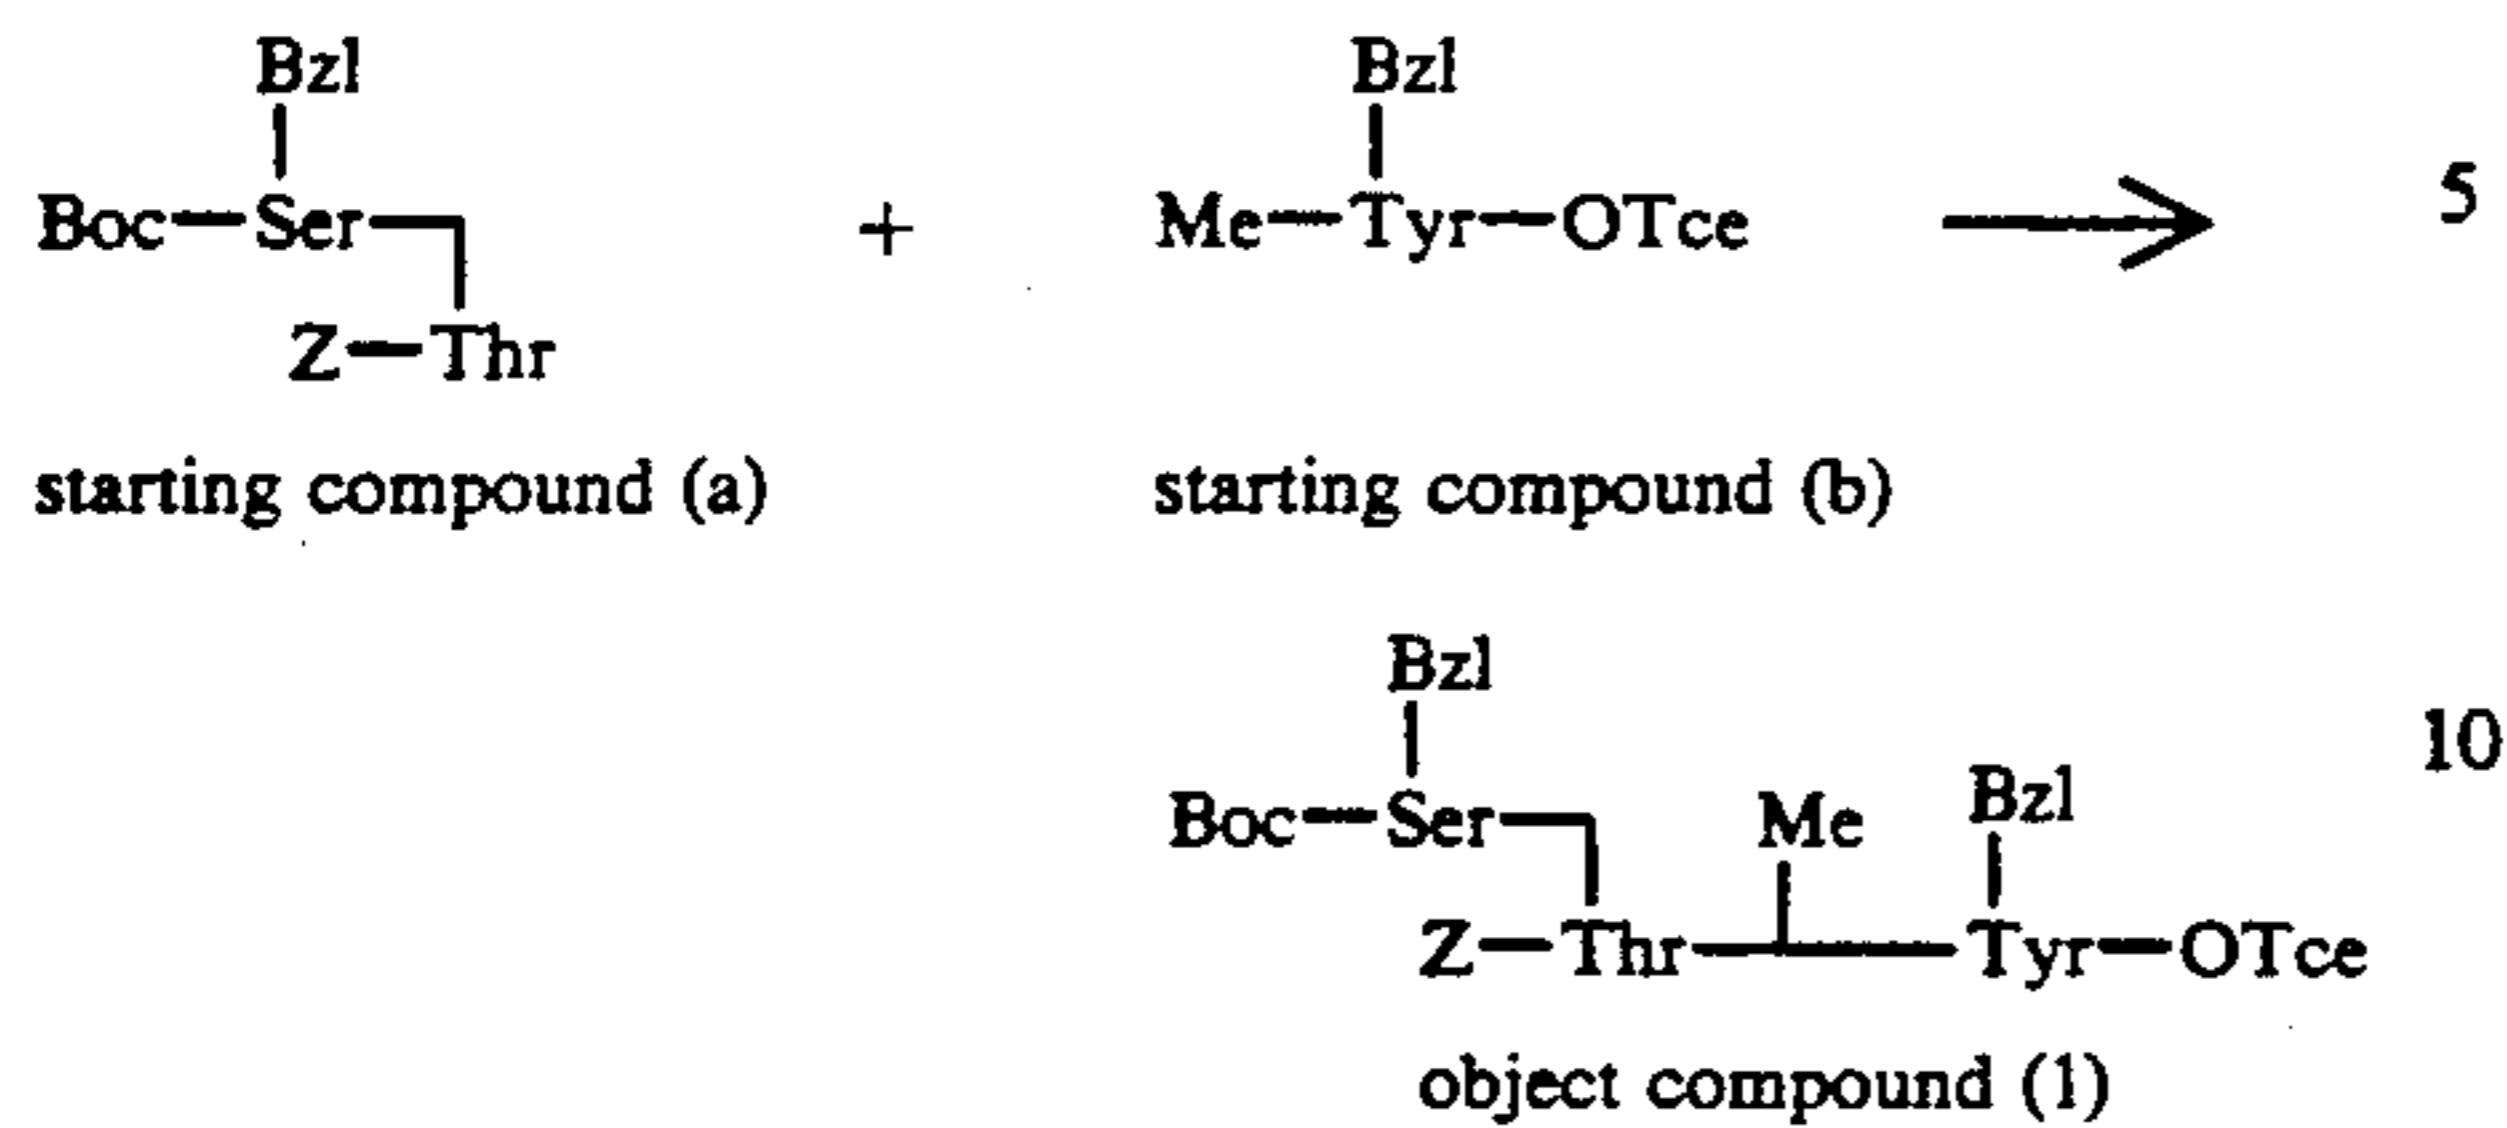 Bzl Bzl
Boc—Ser + Me—Tyr—OTce 5
Z—Thr
starting compound (a) starting compound (b)
Bzl
Boc—Ser Me Bzl 10
Z—Thr Tyr—OTce
object compound (1)